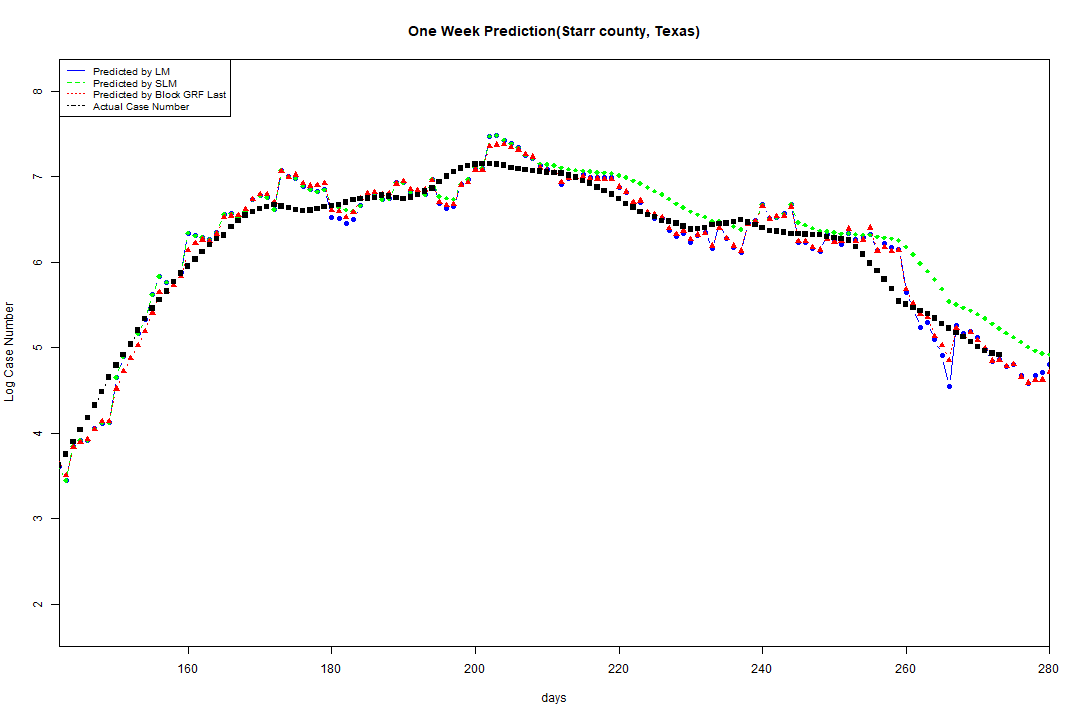 One Week Prediction(Starr county, Texas)
Predicted by LM
Predicted by SLM
Predicted by Block GRF Last
Actual Case Number
8
7
6
5
4
3
2
Log Case Number
160 180 200 220 240 260 280
days